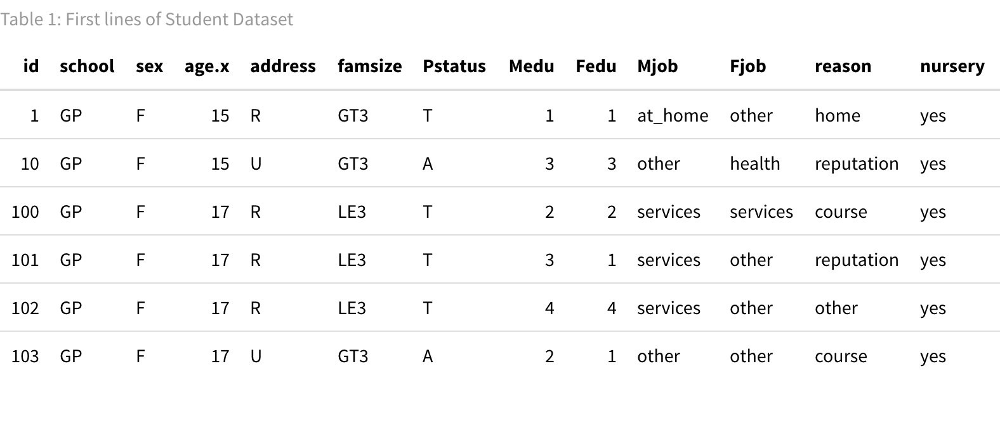 Table 1: First lines of Student Dataset
id school sex age.x address famsize Pstatus Medu Fedu Mjob Fjob reason nursery
1 GP F 15 R GT3 T 1 1 at_home other home yes
10 GP F 15 U GT3 A 3 3 other health reputation yes
100 GP F 17 R LE3 T 2 2 services services course yes
101 GP F 17 R LE3 T 3 1 services other reputation yes
102 GP F 17 R LE3 T 4 4 services other other yes
103 GP F 17 U GT3 A 2 1 other other course yes